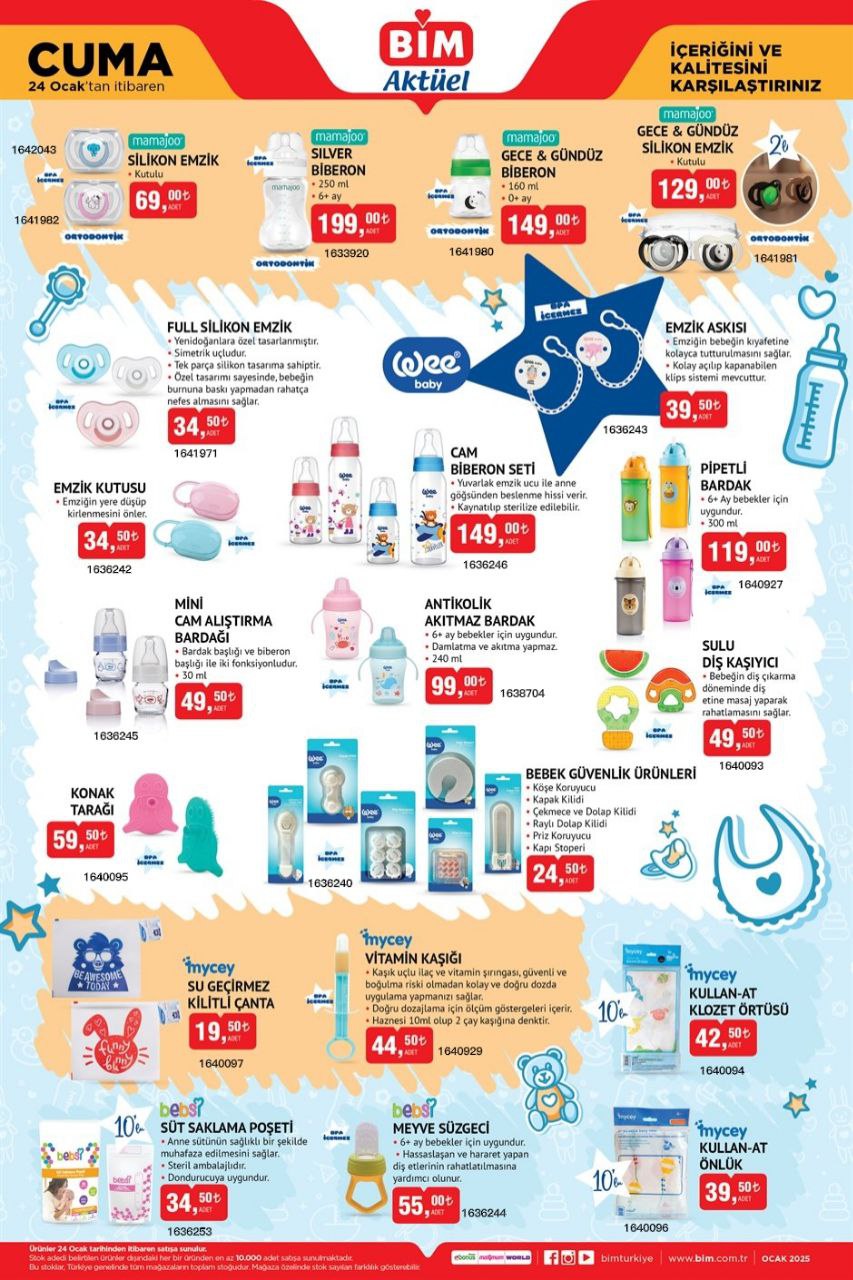 CUMA
24 Ocak'tan itibaren
BİM
Aktüel
İÇERİĞİNİ VE
KALİTESİNİ
KARŞILAŞTIRINIZ
1642043
1641982
BPA
İÇERMEZ
mamajoo
SİLİKON EMZİK
• Kutulu
69,00₺
ADET
ORTODONTİK
BPA
İÇERMEZ
mamajoo
mamajoo
SILVER
BİBERON
• 250 ml
• 6+ ay
199,00₺
ADET
ORTODONTİK
1633920
BPA
İÇERMEZ
mamajoo
GECE & GÜNDÜZ
BİBERON
• 160 ml
• 0+ ay
149,00₺
ADET
ORTODONTİK
1641980
mamajoo
GECE & GÜNDÜZ
SİLİKON EMZİK
• Kutulu
129,00₺
ADET
2'li
BPA
İÇERMEZ
ORTODONTİK
1641981
FULL SİLİKON EMZİK
• Yenidoğanlara özel tasarlanmıştır.
• Simetrik uçludur.
• Tek parça silikon tasarıma sahiptir.
• Özel tasarımı sayesinde, bebeğin
burnuna baskı yapmadan rahatça
nefes almasını sağlar.
BPA
İÇERMEZ
34,50₺
ADET
1641971
wee
baby
BPA
İÇERMEZ
EMZİK ASKISI
• Emziğin bebeğin kıyafetine
kolayca tutturulmasını sağlar.
• Kolay açılıp kapanabilen
klips sistemi mevcuttur.
39,50₺
ADET
1636243
EMZİK KUTUSU
• Emziğin yere düşüp
kirlenmesini önler.
34,50₺
ADET
BPA
İÇERMEZ
1636242
CAM
BİBERON SETİ
• Yuvarlak emzik ucu ile anne
göğsünden beslenme hissi verir.
• Kaynatılıp sterilize edilebilir.
149,00₺
ADET
1636246
PİPETLİ
BARDAK
• 6+ Ay bebekler için
uygundur.
• 300 ml
119,00₺
ADET
BPA
İÇERMEZ
1640927
MİNİ
CAM ALIŞTIRMA
BARDAĞI
• Bardak başlığı ve biberon
başlığı ile iki fonksiyonludur.
• 30 ml
49,50₺
ADET
1636245
ANTİKOLİK
AKITMAZ BARDAK
• 6+ ay bebekler için uygundur.
• Damlatma ve akıtma yapmaz.
• 240 ml
99,00₺
ADET
BPA
İÇERMEZ
1638704
SULU
DİŞ KAŞIYICI
• Bebeğin diş çıkarma
döneminde diş
etine masaj yaparak
rahatlamasını sağlar.
BPA
İÇERMEZ
49,50₺
ADET
1640093
KONAK
TARAĞI
59,50₺
ADET
BPA
İÇERMEZ
1640095
wee
baby
BEBEK GÜVENLİK ÜRÜNLERİ
• Köşe Koruyucu
• Kapak Kilidi
• Çekmece ve Dolap Kilidi
• Raylı Dolap Kilidi
• Priz Koruyucu
• Kapı Stoperi
24,50₺
ADET
1636240
BE AWESOME
TODAY
funny
bunny
mycey
SU GEÇİRMEZ
KİLİTLİ ÇANTA
19,50₺
ADET
1640097
BPA
İÇERMEZ
mycey
VİTAMİN KAŞIĞI
• Kaşık uçlu ilaç ve vitamin şırıngası, güvenli ve
boğulma riski olmadan kolay ve doğru dozda
uygulama yapmanızı sağlar.
• Doğru dozajlama için ölçüm göstergeleri içerir.
• Haznesi 10ml olup 2 çay kaşığına denktir.
44,50₺
ADET
1640929
10'lu
mycey
mycey
KULLAN-AT
KLOZET ÖRTÜSÜ
42,50₺
ADET
1640094
10'lu
bebsi
bebsi
bebsi
SÜT SAKLAMA POŞETİ
• Anne sütünün sağlıklı bir şekilde
muhafaza edilmesini sağlar.
• Steril ambalajlıdır.
• Dondurucuya uygundur.
34,50₺
ADET
1636253
BPA
İÇERMEZ
bebsi
MEYVE SÜZGECİ
• 6+ ay bebekler için uygundur.
• Hassaslaşan ve hararet yapan
diş etlerinin rahatlatılmasına
yardımcı olunur.
55,00₺
ADET
1636244
10'lu
mycey
mycey
KULLAN-AT
ÖNLÜK
39,50₺
ADET
1640096
Ürünler 24 Ocak tarihinden itibaren satışa sunulur.
Stok adedi belirtilen ürünler dışındaki her bir üründen en az 10.000 adet satışa sunulmaktadır.
Bu stoklar, Türkiye genelinde tüm mağazaların toplam stoğudur. Mağaza özelinde stok sayıları farklılık gösterebilir.
bonus maximum WORLD
bimturkiye
www.bim.com.tr
OCAK 2025